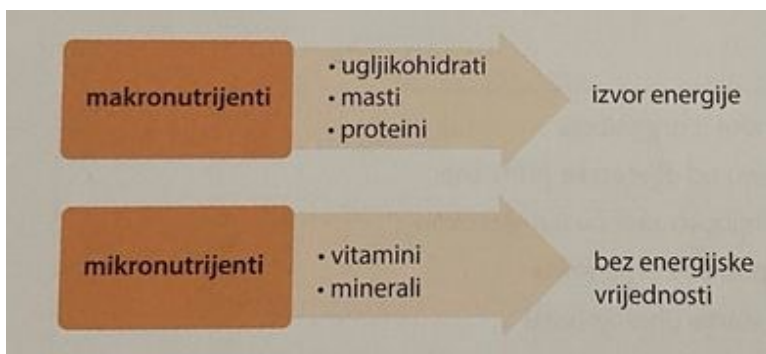 makronutrijenti
• ugljikohidrati
• masti
• proteini
izvor energije
mikronutrijenti
• vitamini
• minerali
bez energijske
vrijednosti